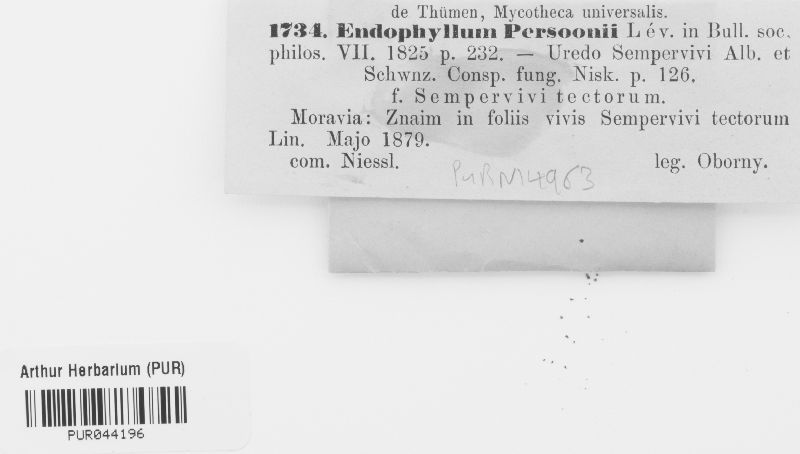 de Thümen, Mycotheca universalis.
1734. Endophyllum Persoonii Lév. in Bull. soc.
philos. VII. 1825 p. 232. — Uredo Sempervivi Alb. et
Schwnz. Consp. fung. Nisk. p. 126.
f. Sempervivi tectorum.
Moravia: Znaim in foliis vivis Sempervivi tectorum
Lin. Majo 1879.
com. Niessl. leg. Oborny.
PURN14963
Arthur Herbarium (PUR)
PUR044196